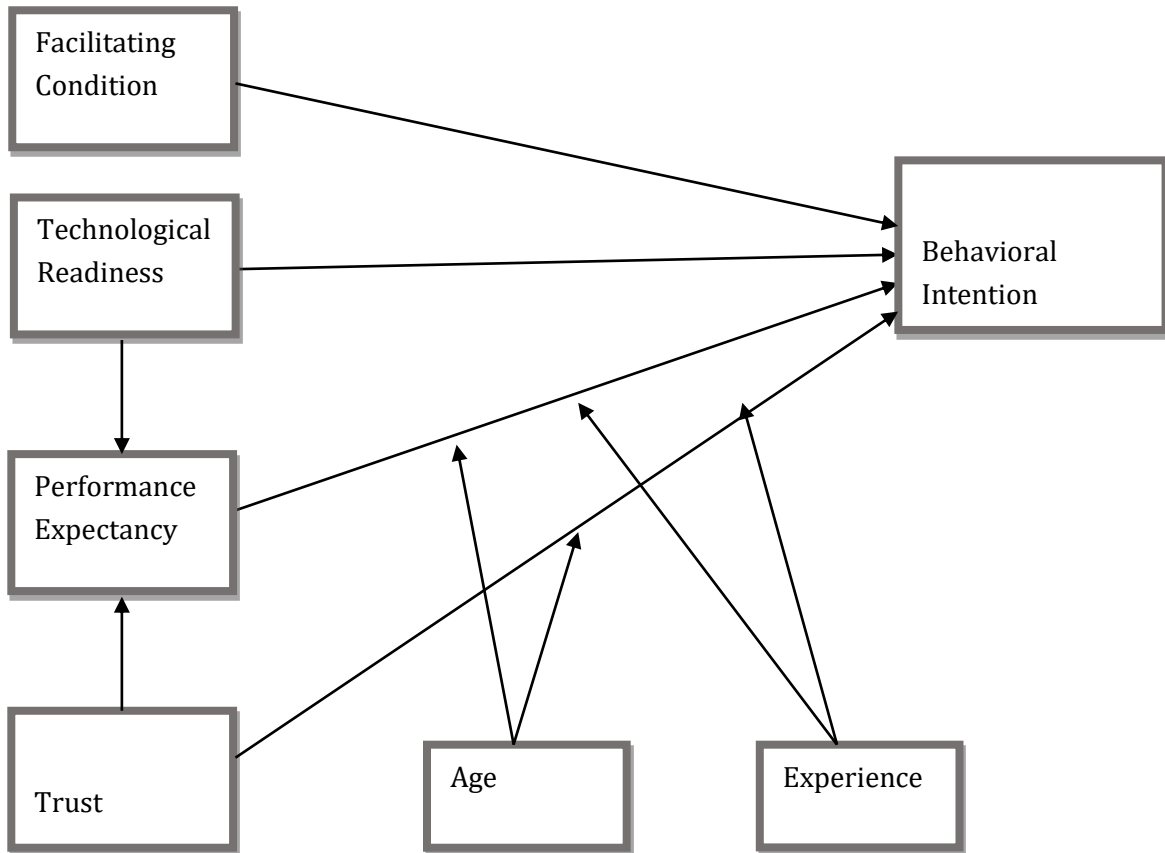 Facilitating
Condition
Technological
Readiness
Behavioral
Intention
Performance
Expectancy
Trust
Age
Experience